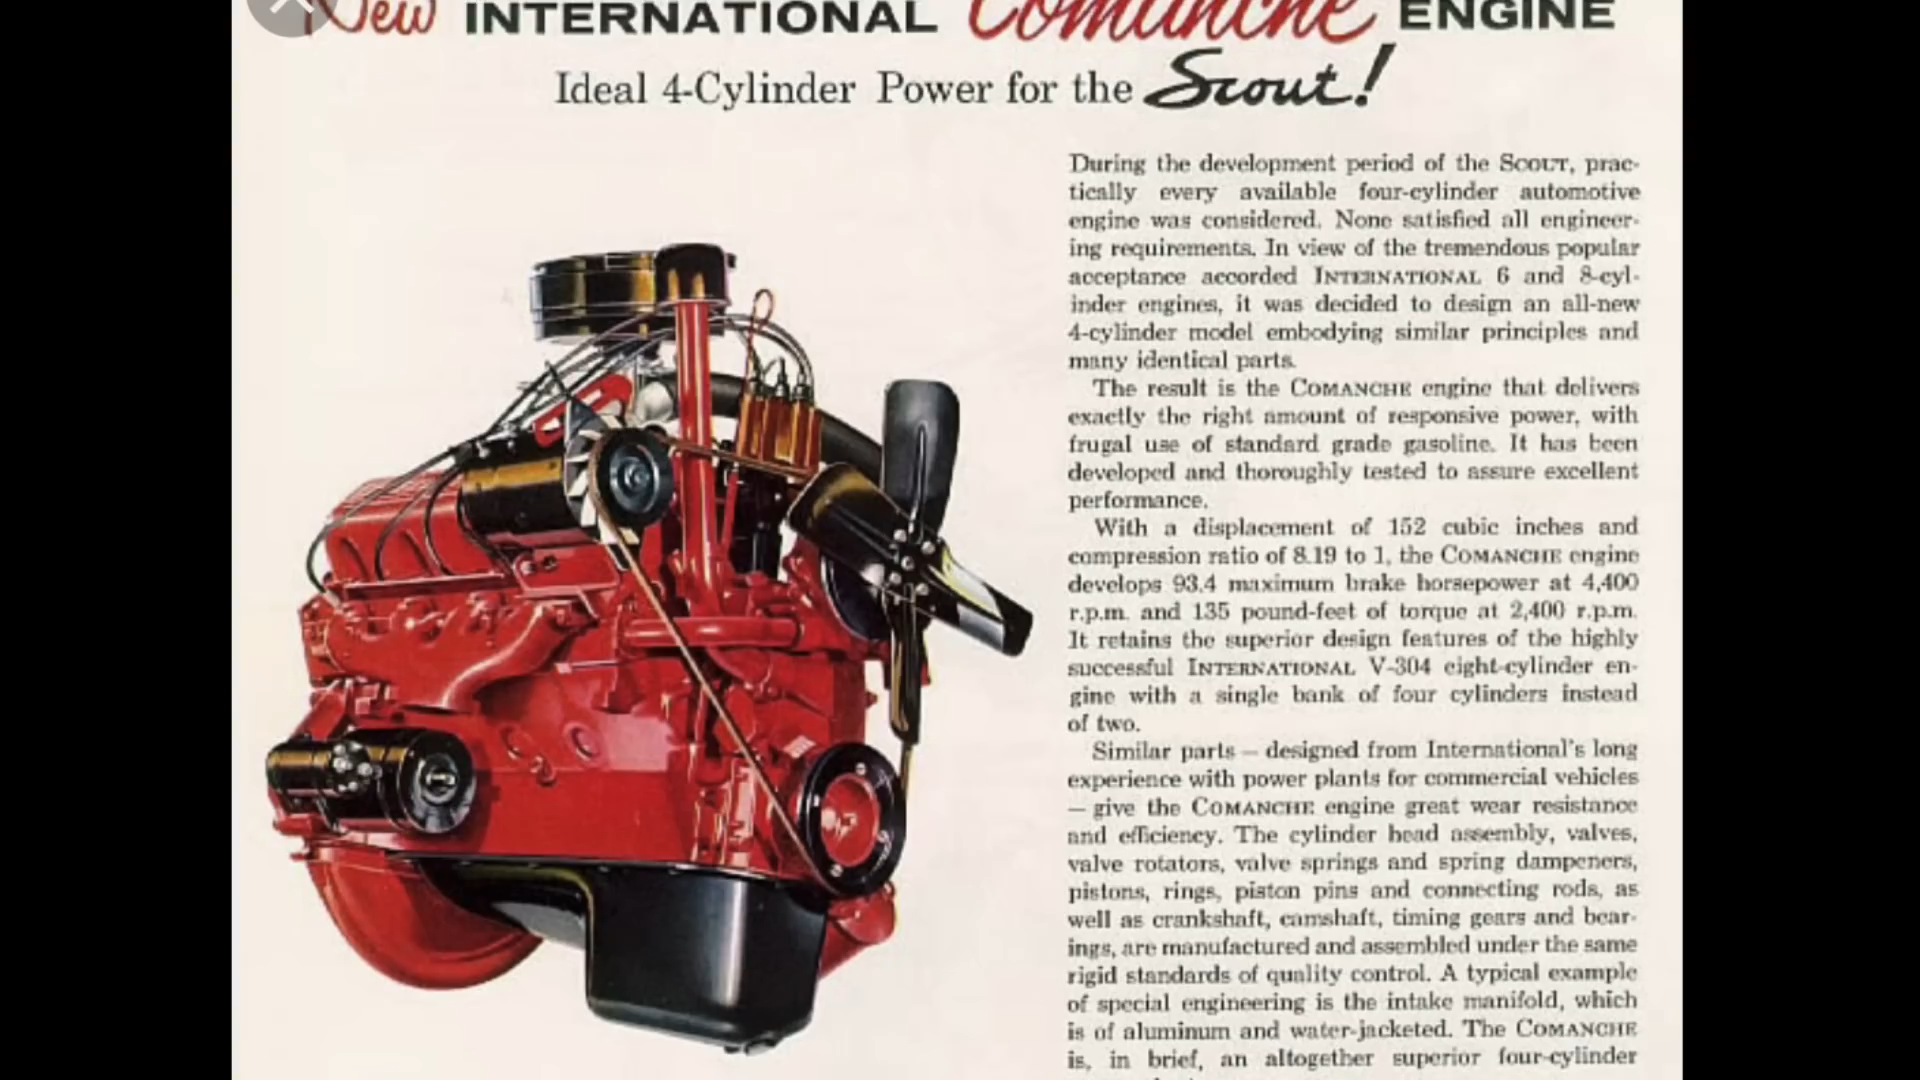 New INTERNATIONAL Comanche ENGINE
Ideal 4-Cylinder Power for the Scout!
During the development period of the SCOUT, prac-
tically every available four-cylinder automotive
engine was considered. None satisfied all engineer-
ing requirements. In view of the tremendous popular
acceptance accorded INTERNATIONAL 6 and 8-cyl-
inder engines, it was decided to design an all-new
4-cylinder model embodying similar principles and
many identical parts.
The result is the COMANCHE engine that delivers
exactly the right amount of responsive power, with
frugal use of standard grade gasoline. It has been
developed and thoroughly tested to assure excellent
performance.
With a displacement of 152 cubic inches and
compression ratio of 8.19 to 1, the COMANCHE engine
develops 93.4 maximum brake horsepower at 4,400
r.p.m. and 135 pound-feet of torque at 2,400 r.p.m.
It retains the superior design features of the highly
successful INTERNATIONAL V-304 eight-cylinder en-
gine with a single bank of four cylinders instead
of two.
Similar parts — designed from International's long
experience with power plants for commercial vehicles
— give the COMANCHE engine great wear resistance
and efficiency. The cylinder head assembly, valves,
valve rotators, valve springs and spring dampeners,
pistons, rings, piston pins and connecting rods, as
well as crankshaft, camshaft, timing gears and bear-
ings, are manufactured and assembled under the same
rigid standards of quality control. A typical example
of special engineering is the intake manifold, which
is of aluminum and water-jacketed. The COMANCHE
is, in brief, an altogether superior four-cylinder